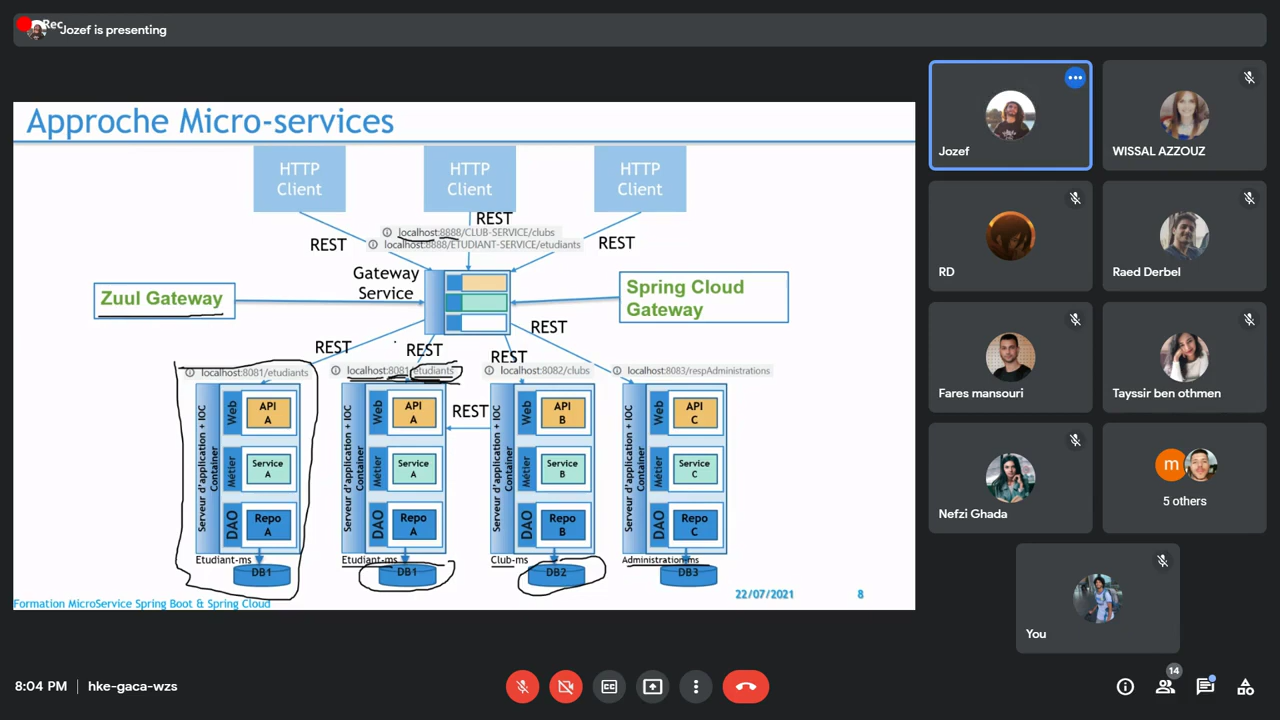 Rec
Jozef is presenting
Approche Micro-services
HTTP
Client
HTTP
Client
HTTP
Client
REST
localhost:8888/CLUB-SERVICE/clubs
localhost:8888/ETUDIANT-SERVICE/etudiants
REST
REST
Gateway
Service
Zuul Gateway
Spring Cloud
Gateway
REST
REST
REST
REST
localhost:8081/etudiants
localhost:8081/etudiants
localhost:8082/clubs
localhost:8083/respAdministrations
Serveur d'application + IOC
Container
Web
API
A
Métier
Service
A
DAO
Repo
A
Etudiant-ms
DB1
Serveur d'application + IOC
Container
Web
API
A
Métier
Service
A
DAO
Repo
A
Etudiant-ms
DB1
REST
Serveur d'application + IOC
Container
Web
API
B
Métier
Service
B
DAO
Repo
B
Club-ms
DB2
Serveur d'application + IOC
Container
Web
API
C
Métier
Service
C
DAO
Repo
C
Administration-ms
DB3
Formation MicroService Spring Boot & Spring Cloud
22/07/2021
8
Jozef
WISSAL AZZOUZ
RD
Raed Derbel
Fares mansouri
Tayssir ben othmen
Nefzi Ghada
m
5 others
You
8:04 PM | hke-gaca-wzs
CC
14